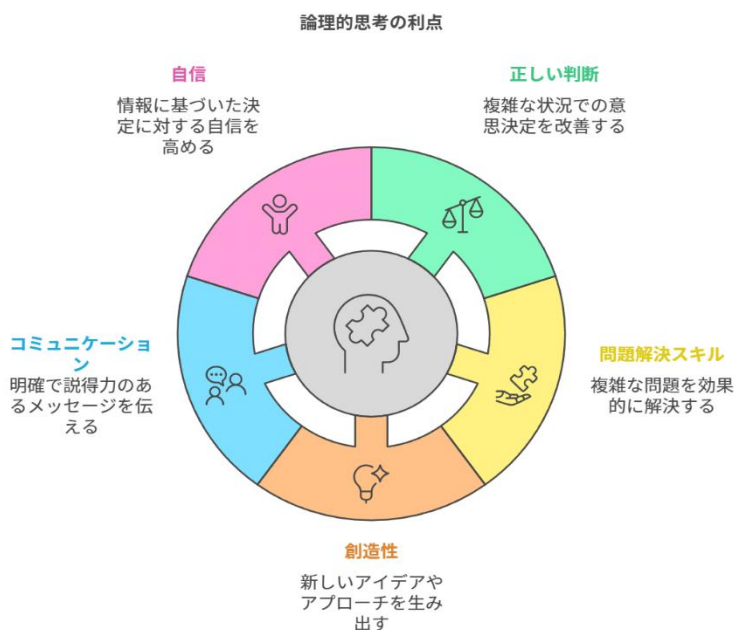 論理的思考の利点
自信
情報に基づいた決
定に対する自信を
高める
正しい判断
複雑な状況での意
思決定を改善する
コミュニケーショ
ン
明確で説得力のあ
るメッセージを伝
える
問題解決スキル
複雑な問題を効果
的に解決する
創造性
新しいアイデアや
アプローチを生み
出す